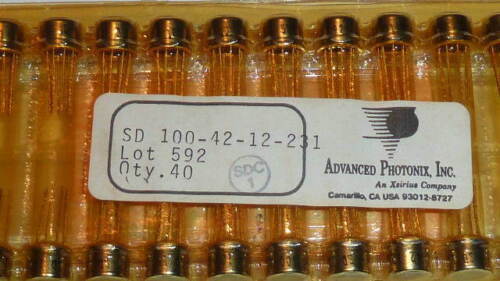 SD 100-42-12-231
Lot 592
Qty.40
SDC
1
ADVANCED PHOTONIX, INC.
An Xsirius Company
Camarillo, CA USA 93012-8727